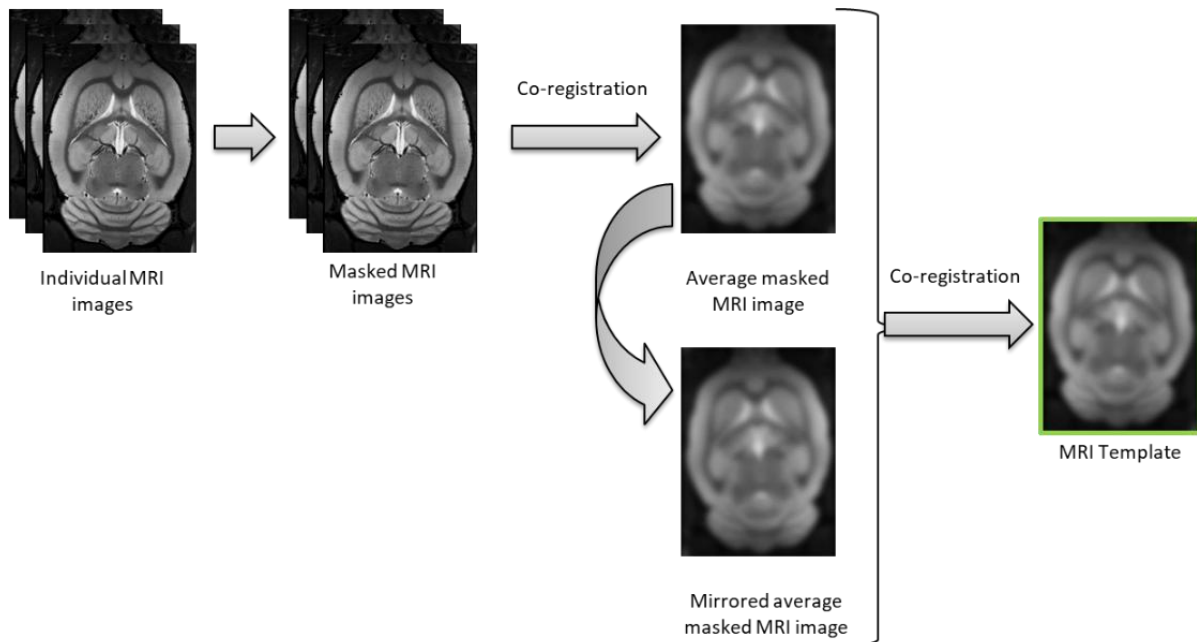 Individual MRI
images
Masked MRI
images
Co-registration
Average masked
MRI image
Mirrored average
masked MRI image
Co-registration
MRI Template